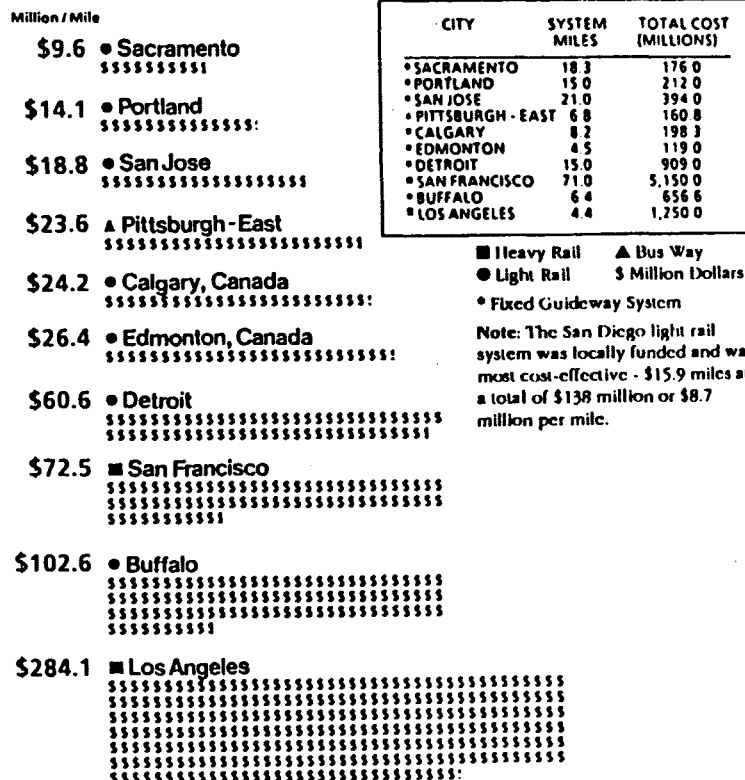 Million / Mile
$9.6 ● Sacramento
$14.1 ● Portland
$18.8 ● San Jose
$23.6 ▲ Pittsburgh - East
$24.2 ● Calgary, Canada
$26.4 ● Edmonton, Canada
$60.6 ● Detroit
$72.5 ■ San Francisco
$102.6 ● Buffalo
$284.1 ■ Los Angeles
CITY SYSTEM MILES TOTAL COST (MILLIONS)
SACRAMENTO 18.3 176 0
PORTLAND 15 0 212 0
SAN JOSE 21.0 394 0
PITTSBURGH - EAST 6 8 160.8
CALGARY 8.2 198 3
EDMONTON 4 5 119 0
DETROIT 15.0 909 0
SAN FRANCISCO 71.0 5,150 0
BUFFALO 6 4 656 6
LOS ANGELES 4.4 1,250 0
■ Heavy Rail ▲ Bus Way
● Light Rail $ Million Dollars
* Fixed Guideway System
Note: The San Diego light rail
system was locally funded and wa
most cost-effective - $15.9 miles a
a total of $138 million or $8.7
million per mile.